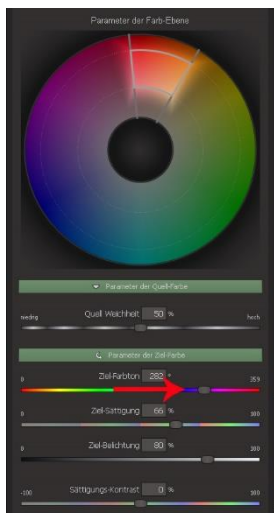 Parameter der Farb-Ebene
Parameter der Quell-Farbe
Quell Weichheit 50 %
niedrig hoch
Parameter der Ziel-Farbe
Ziel-Farbton 282 °
0 359
Ziel-Sättigung 66 %
0 100
Ziel-Belichtung 80 %
0 100
Sättigungs-Kontrast 0 %
-100 100